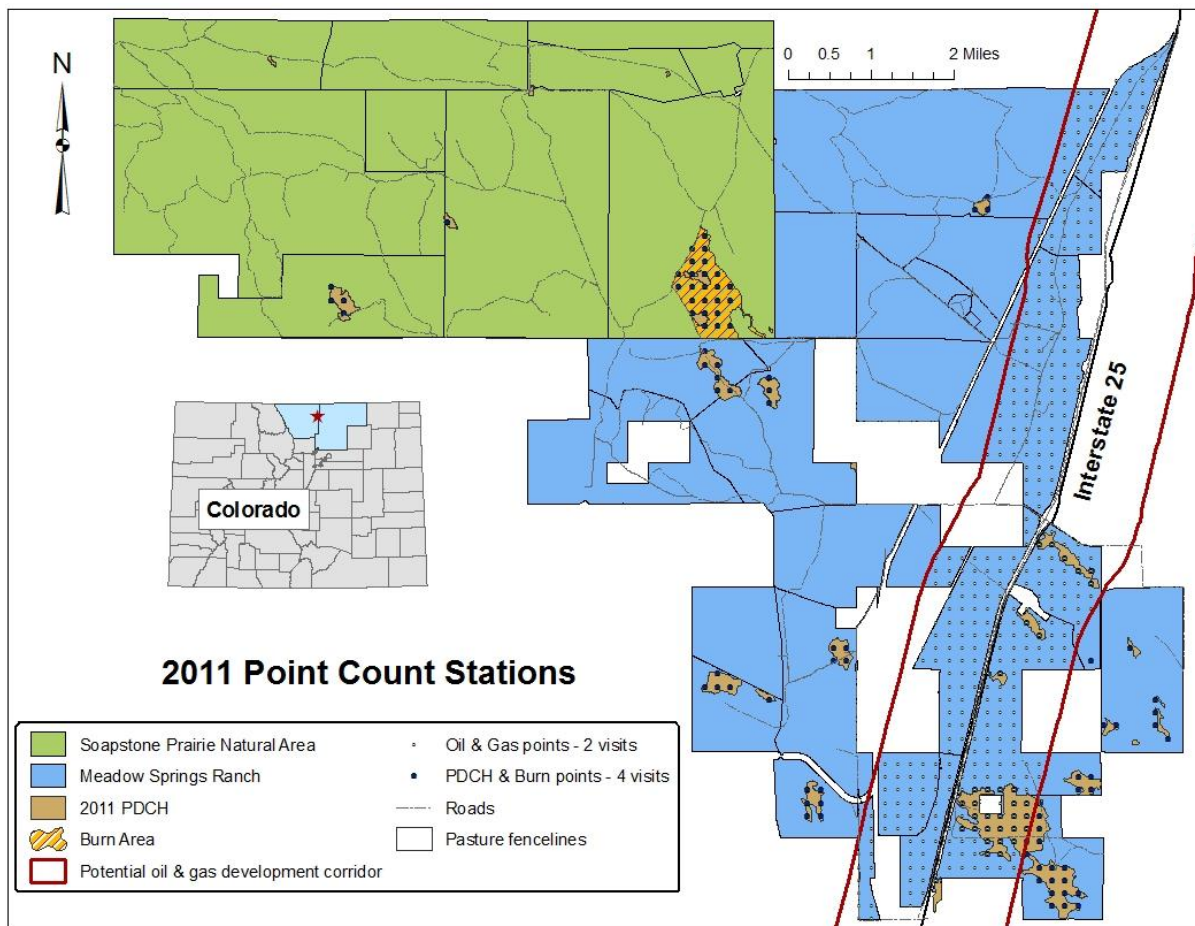 N
0 0.5 1 2 Miles
Interstate 25
Colorado
2011 Point Count Stations
Soapstone Prairie Natural Area
Meadow Springs Ranch
2011 PDCH
Burn Area
Potential oil & gas development corridor
Oil & Gas points - 2 visits
PDCH & Burn points - 4 visits
Roads
Pasture fencelines